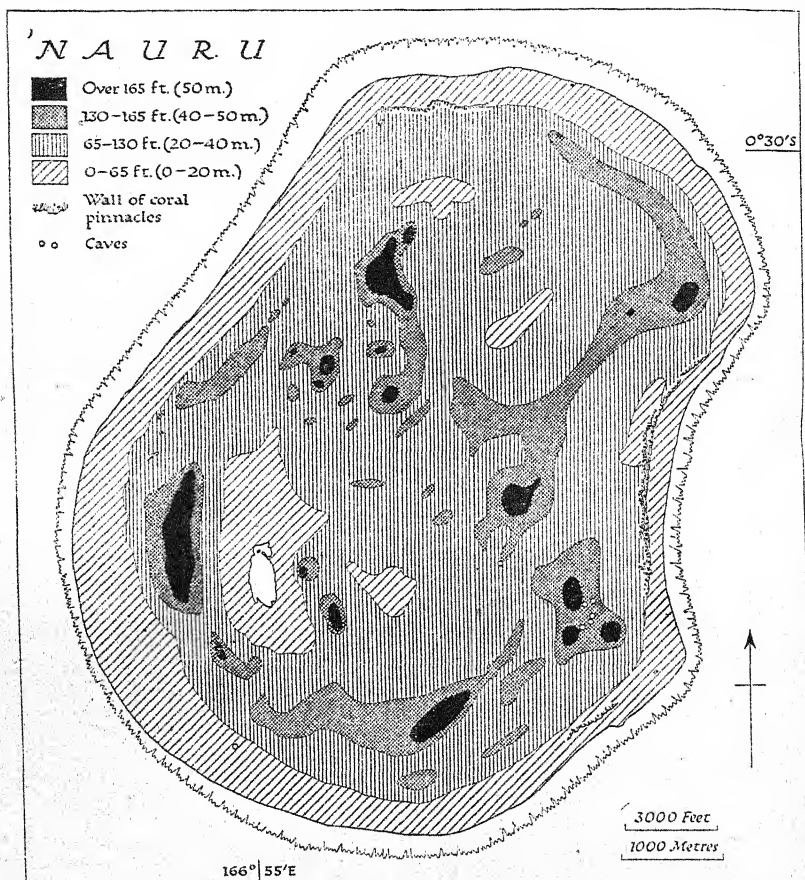 NAURU
Over 165 ft. (50 m.)
130-165 ft. (40-50 m.)
65-130 ft. (20-40 m.)
0-65 ft. (0-20 m.)
Wall of coral
pinnacles
Caves
0°30's
3000 Feet
1000 Metres
166° 55'E